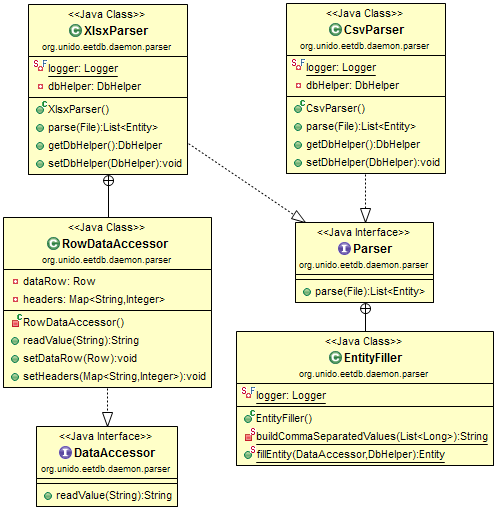 <<Java Class>>
XlsxParser
org.unido.eetdb.daemon.parser
logger: Logger
dbHelper: DbHelper
XlsxParser()
parse(File):List<Entity>
getDbHelper():DbHelper
setDbHelper(DbHelper):void
<<Java Class>>
CsvParser
org.unido.eetdb.daemon.parser
logger: Logger
dbHelper: DbHelper
CsvParser()
parse(File):List<Entity>
getDbHelper():DbHelper
setDbHelper(DbHelper):void
<<Java Class>>
RowDataAccessor
org.unido.eetdb.daemon.parser
dataRow: Row
headers: Map<String,Integer>
RowDataAccessor()
readValue(String):String
setDataRow(Row):void
setHeaders(Map<String,Integer>):void
<<Java Interface>>
Parser
org.unido.eetdb.daemon.parser
parse(File):List<Entity>
<<Java Class>>
EntityFiller
org.unido.eetdb.daemon.parser
logger: Logger
EntityFiller()
buildCommaSeparatedValues(List<Long>):String
fillEntity(DataAccessor,DbHelper):Entity
<<Java Interface>>
DataAccessor
org.unido.eetdb.daemon.parser
readValue(String):String